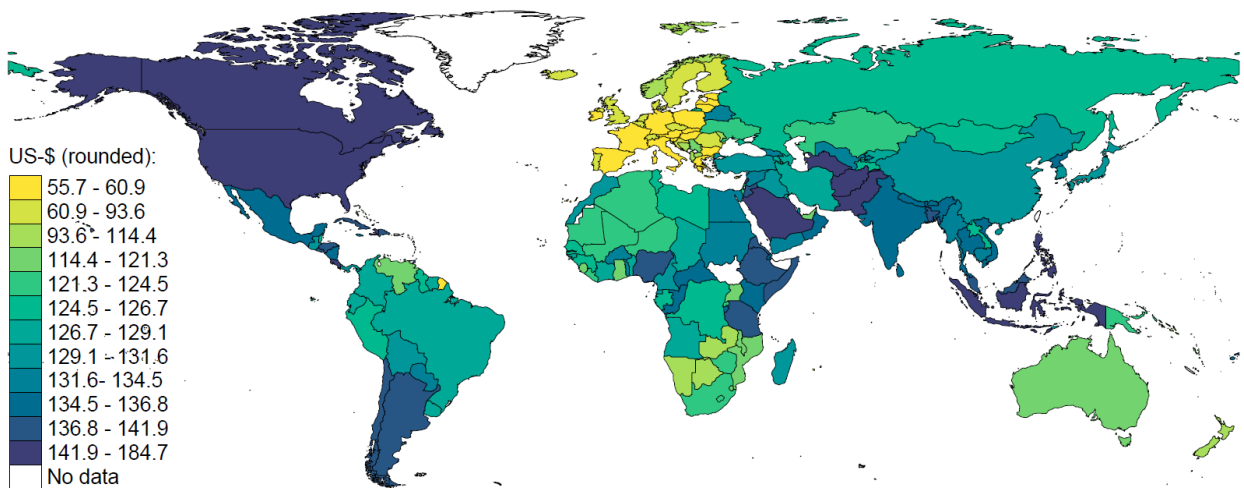 US-$ (rounded):
55.7 - 60.9
60.9 - 93.6
93.6 - 114.4
114.4 - 121.3
121.3 - 124.5
124.5 - 126.7
126.7 - 129.1
129.1 - 131.6
131.6- 134.5
134.5 - 136.8
136.8 - 141.9
141.9 - 184.7
No data